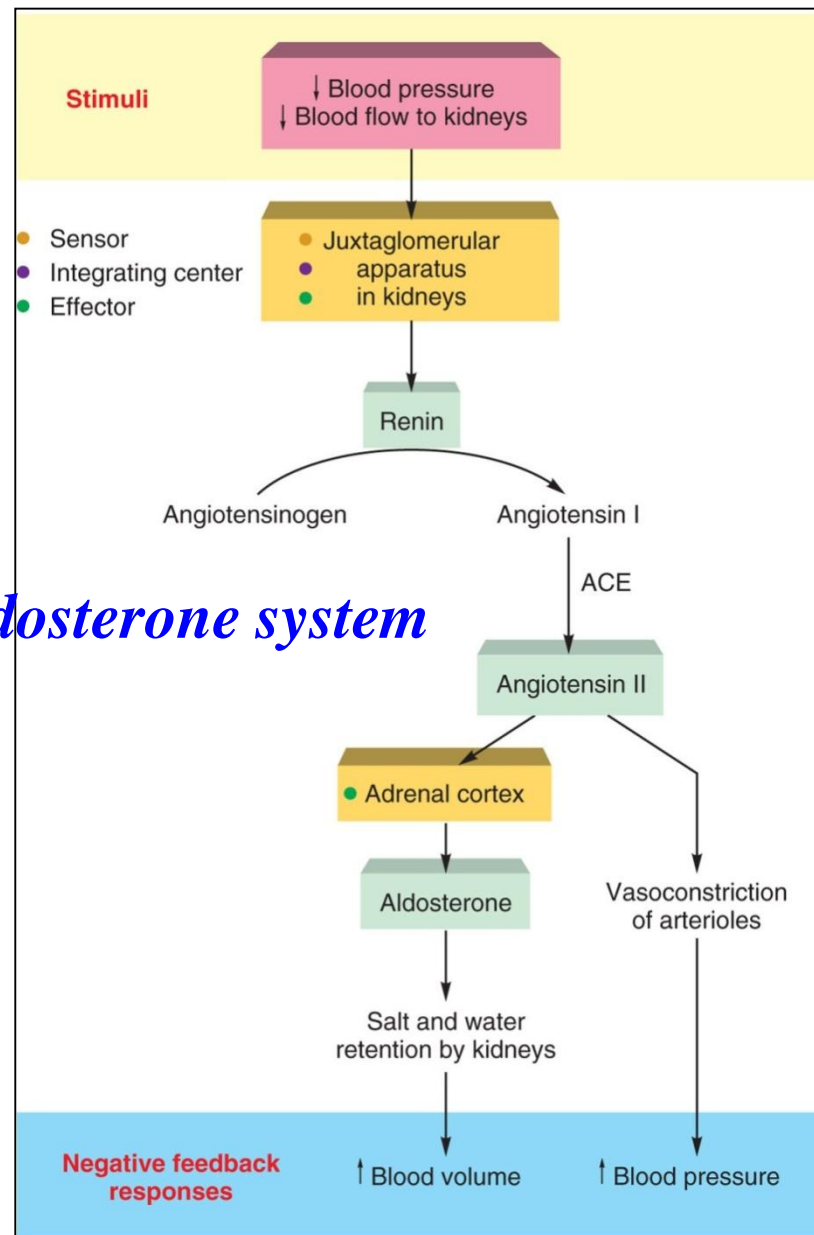 Stimuli
↓ Blood pressure
↓ Blood flow to kidneys
Sensor
Integrating center
Effector
Juxtaglomerular
apparatus
in kidneys
Renin
Angiotensinogen
Angiotensin I
ACE
dosterone system
Angiotensin II
Adrenal cortex
Aldosterone
Vasoconstriction
of arterioles
Salt and water
retention by kidneys
Negative feedback
responses
↑ Blood volume
↑ Blood pressure